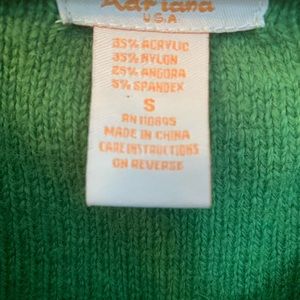 U.S.A
35% ACRYLIC
35% NYLON
25% ANGORA
5% SPANDEX
S
RN 110895
MADE IN CHINA
CARE INSTRUCTIONS
ON REVERSE